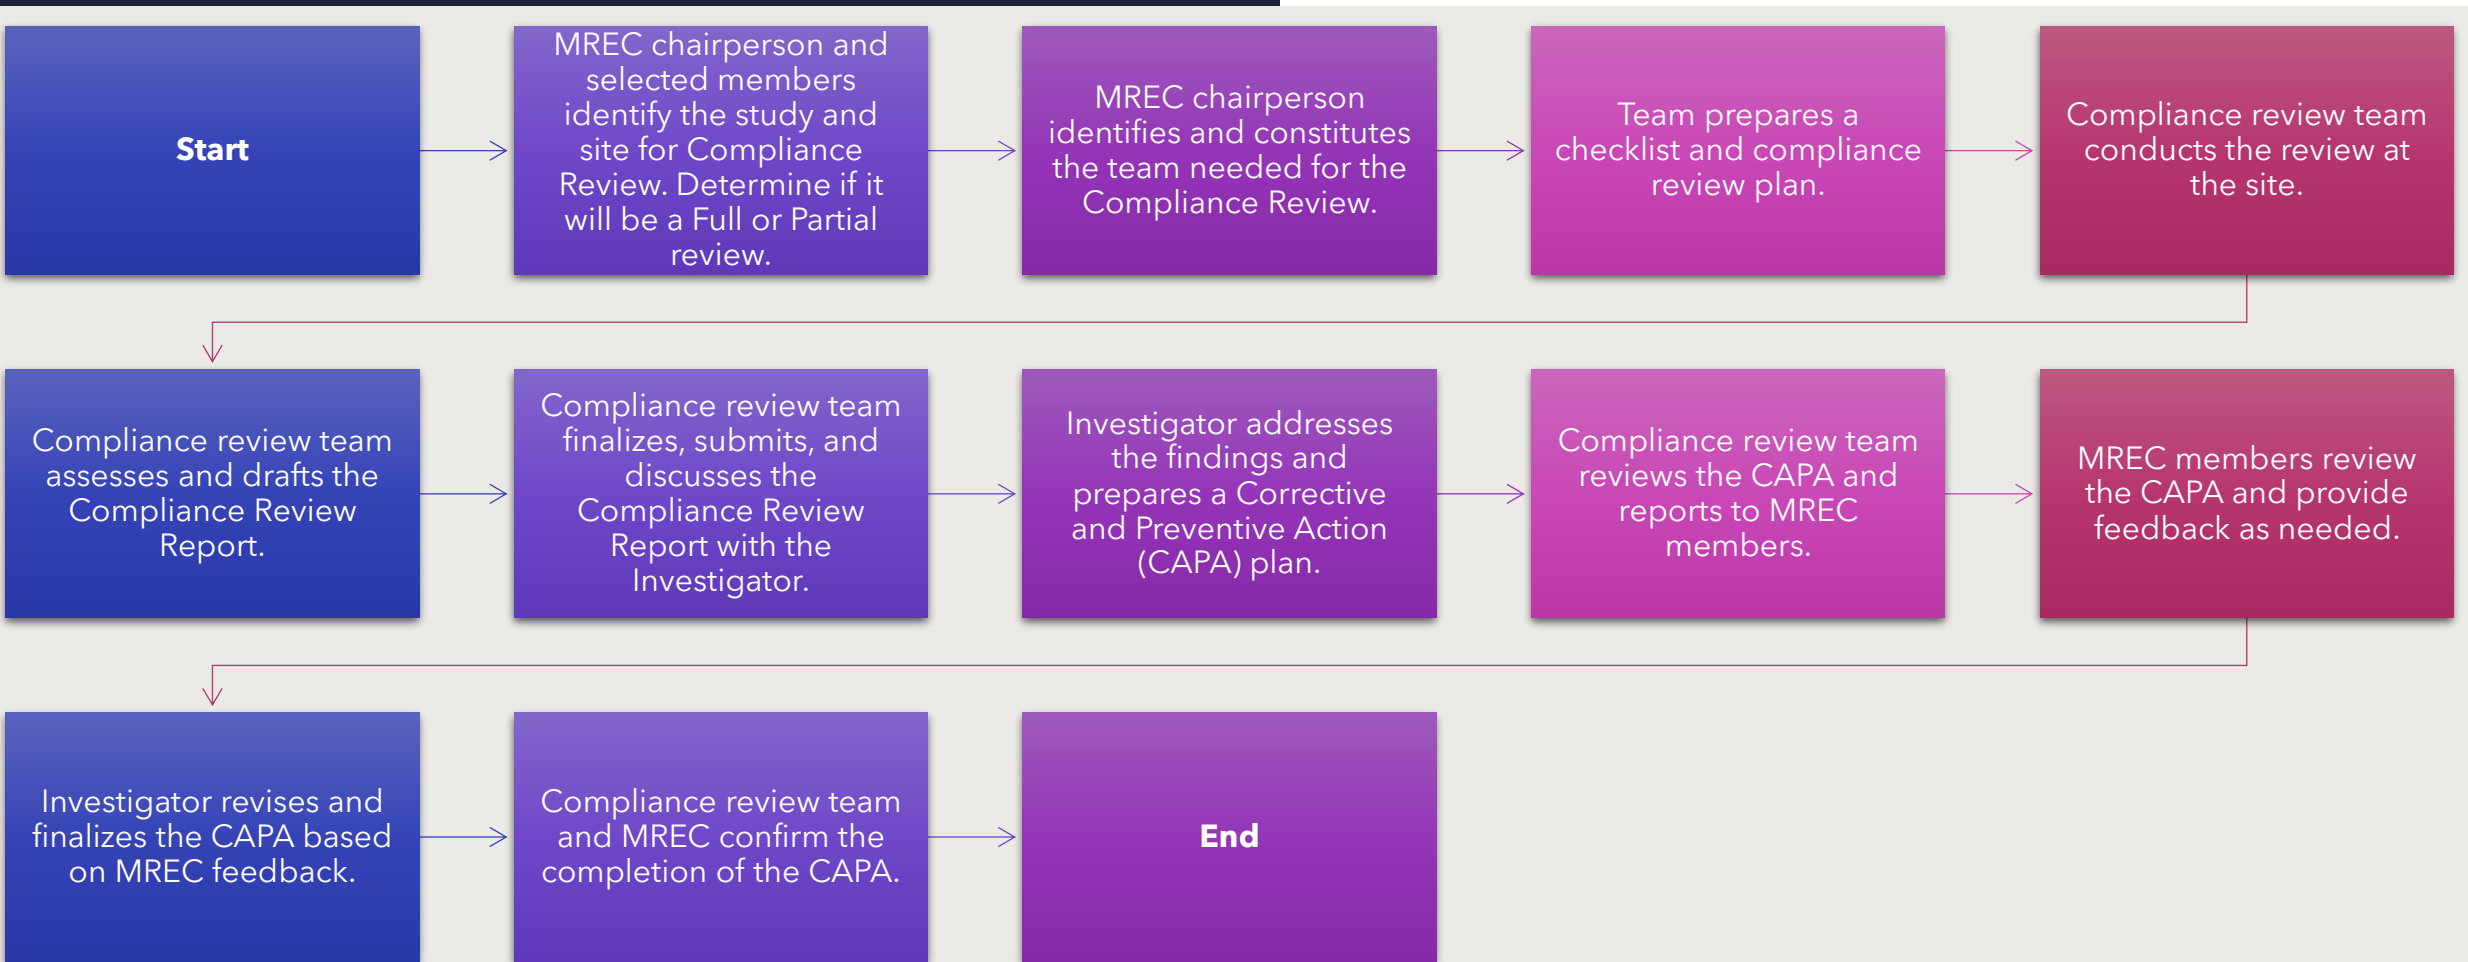 Start
MREC chairperson and
selected members
identify the study and
site for Compliance
Review. Determine if it
will be a Full or Partial
review.
MREC chairperson
identifies and constitutes
the team needed for the
Compliance Review.
Team prepares a
checklist and compliance
review plan.
Compliance review team
conducts the review at
the site.
Compliance review team
assesses and drafts the
Compliance Review
Report.
Compliance review team
finalizes, submits, and
discusses the
Compliance Review
Report with the
Investigator.
Investigator addresses
the findings and
prepares a Corrective
and Preventive Action
(CAPA) plan.
Compliance review team
reviews the CAPA and
reports to MREC
members.
MREC members review
the CAPA and provide
feedback as needed.
Investigator revises and
finalizes the CAPA based
on MREC feedback.
Compliance review team
and MREC confirm the
completion of the CAPA.
End